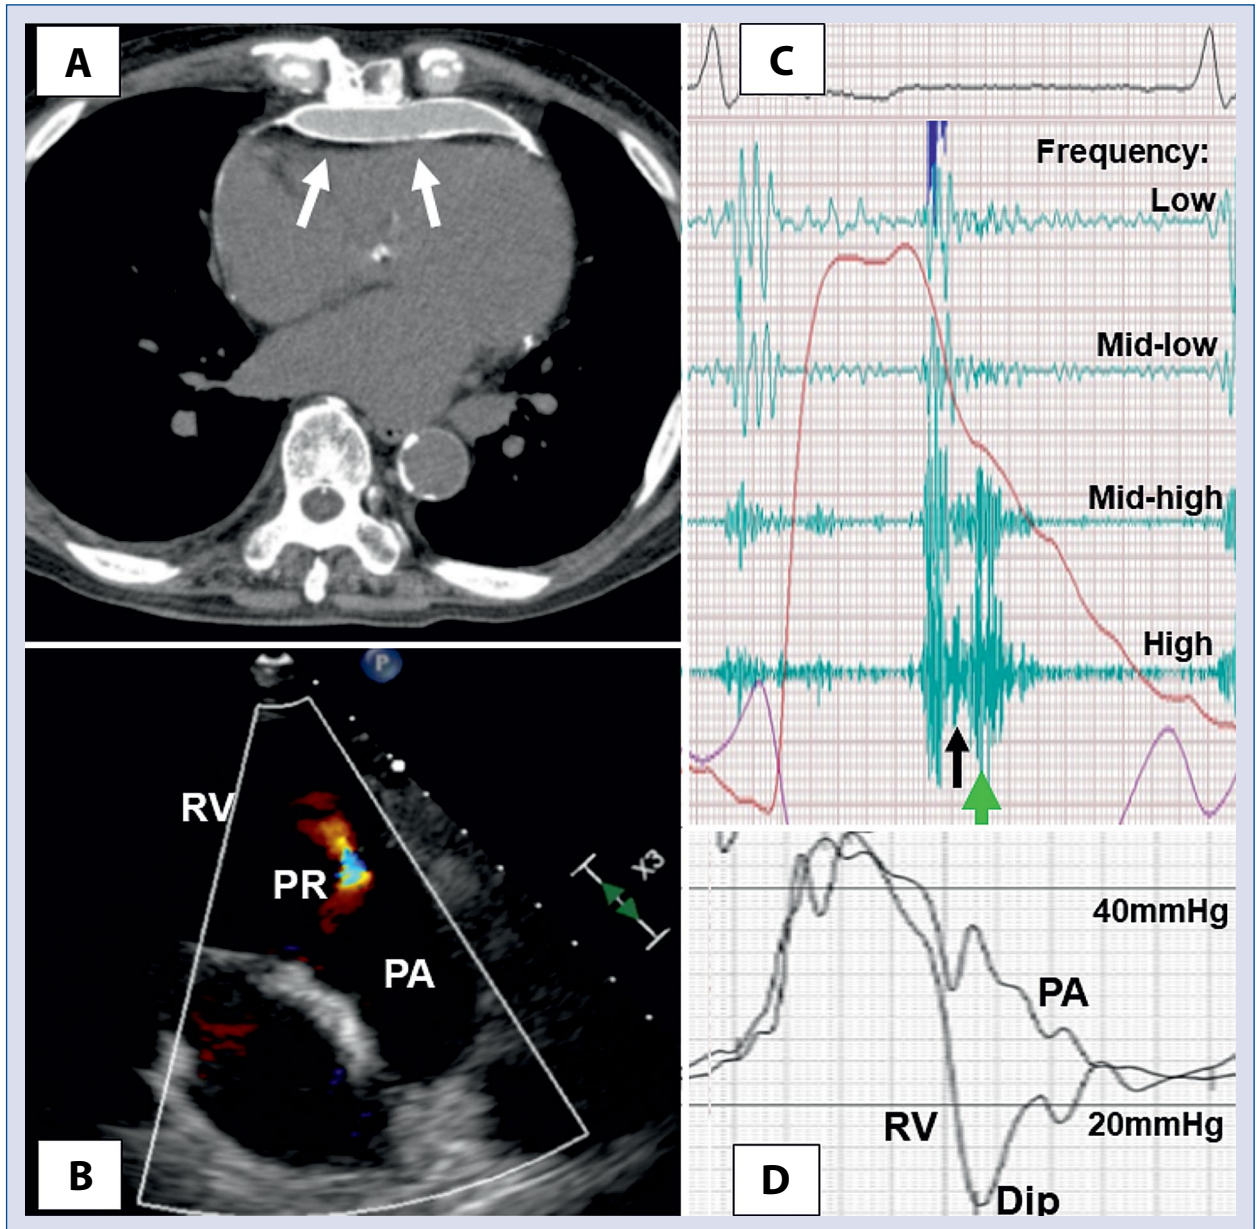 A
C
Frequency:
Low
Mid-low
Mid-high
High
P
RV
PR
PA
X3
B
40mmHg
PA
RV
20mmHg
Dip
D